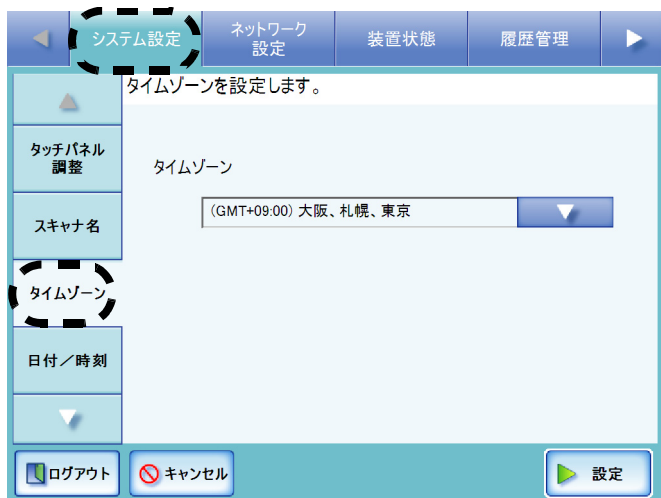 システム設定
ネットワーク
設定
装置状態
履歴管理
タイムゾーンを設定します。
タッチパネル
調整
スキャナ名
タイムゾーン
日付／時刻
タイムゾーン
(GMT+09:00) 大阪、札幌、東京
ログアウト
キャンセル
設定